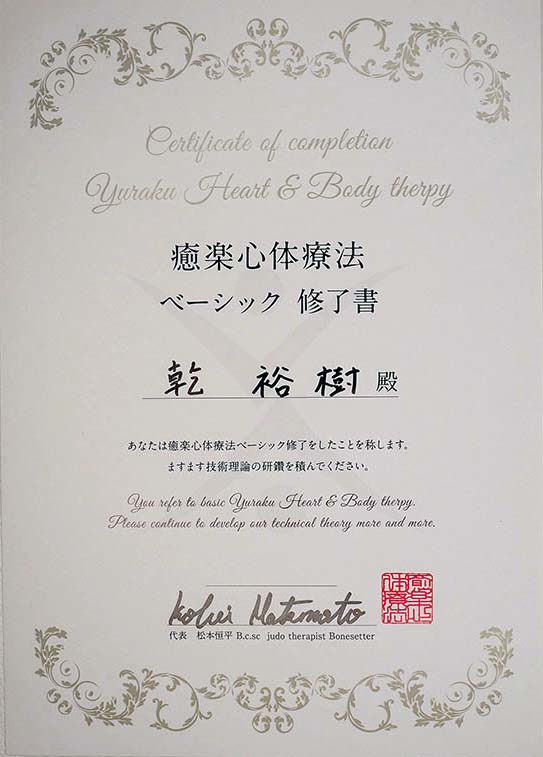 Certificate of completion
Yuraku Heart & Body therpy
癒楽心体療法
ベーシック 修了書
乾 裕樹 殿
あなたは癒楽心体療法ベーシック修了をしたことを称します。
ますます技術理論の研鑽を積んでください。
You refer to basic Yuraku Heart & Body therpy.
Please continue to develop our technical theory more and more.
Kohei Matsumoto
代表 松本恒平 B.c.sc judo therapist Bonesetter